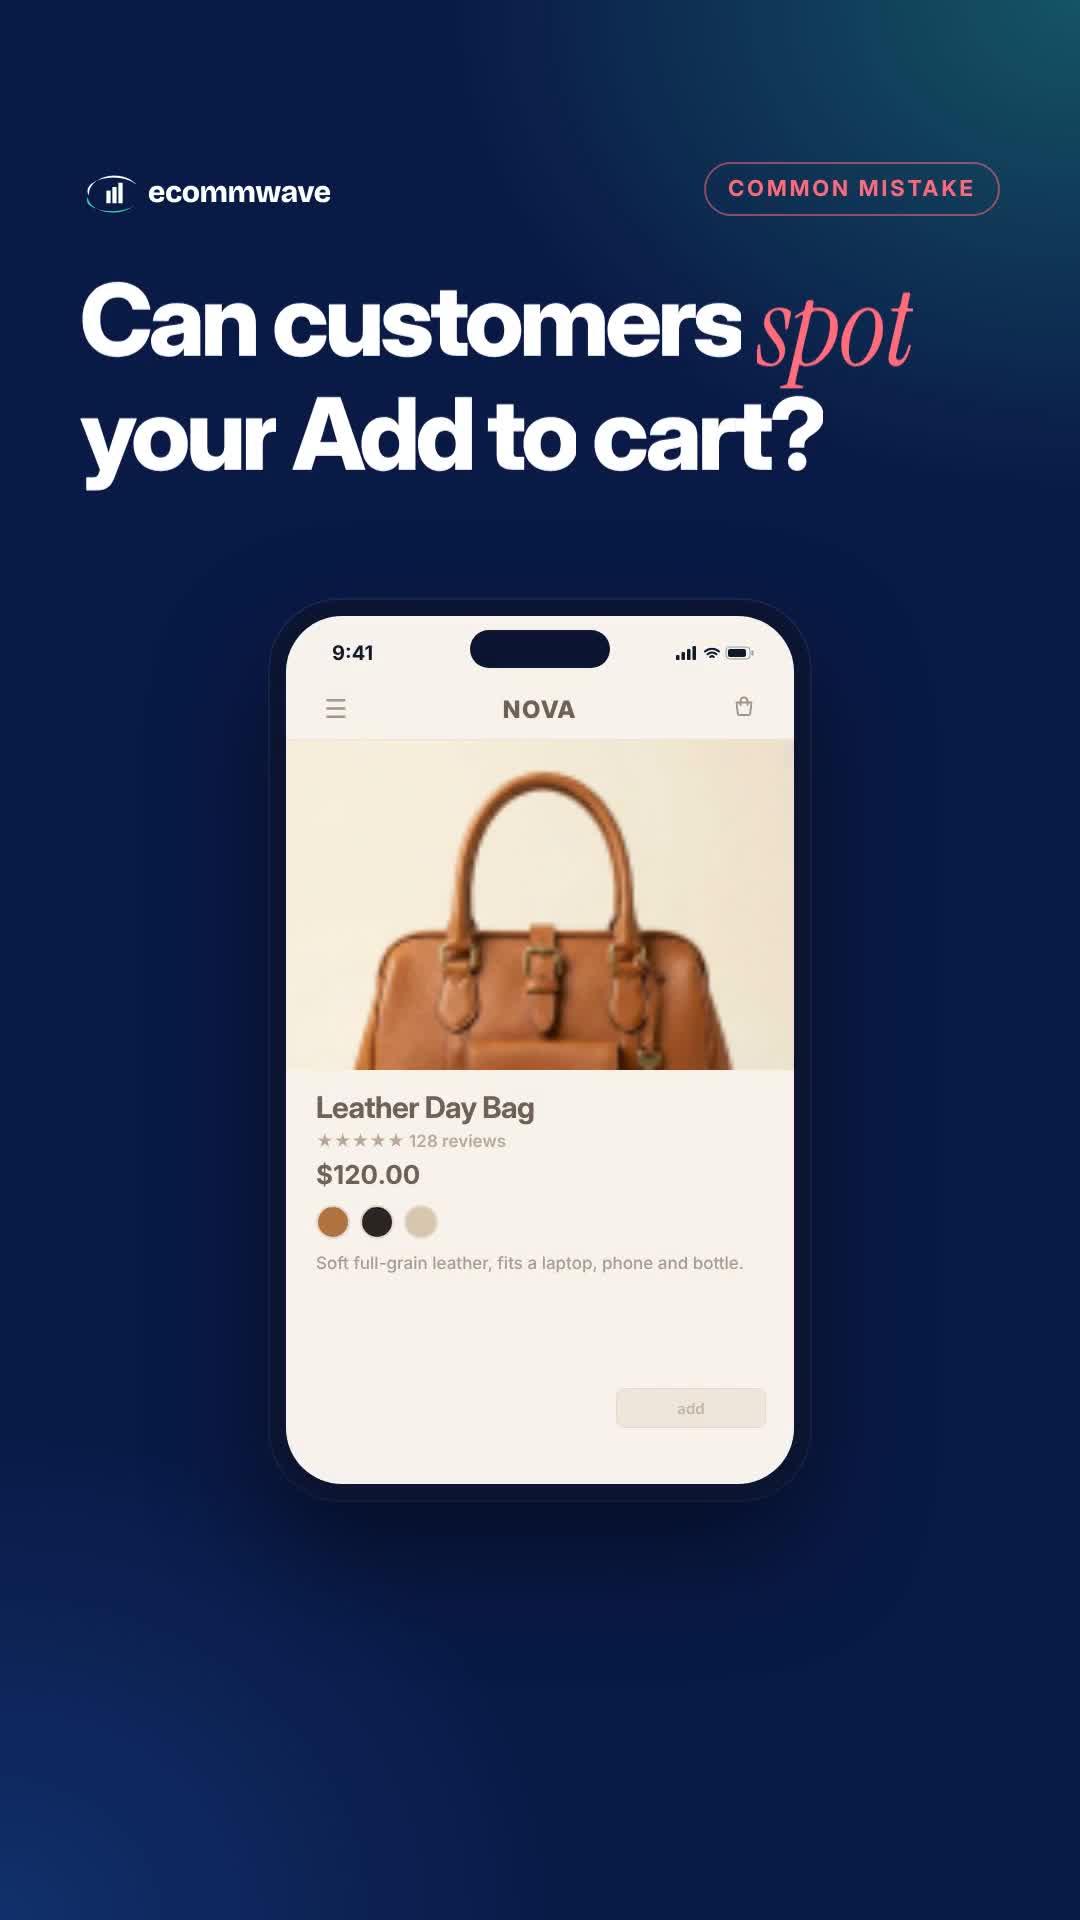 ecommwave
COMMON MISTAKE
Can customers spot
your Add to cart?
9:41
NOVA
Leather Day Bag
★★★★★ 128 reviews
$120.00
Soft full-grain leather, fits a laptop, phone and bottle.
add